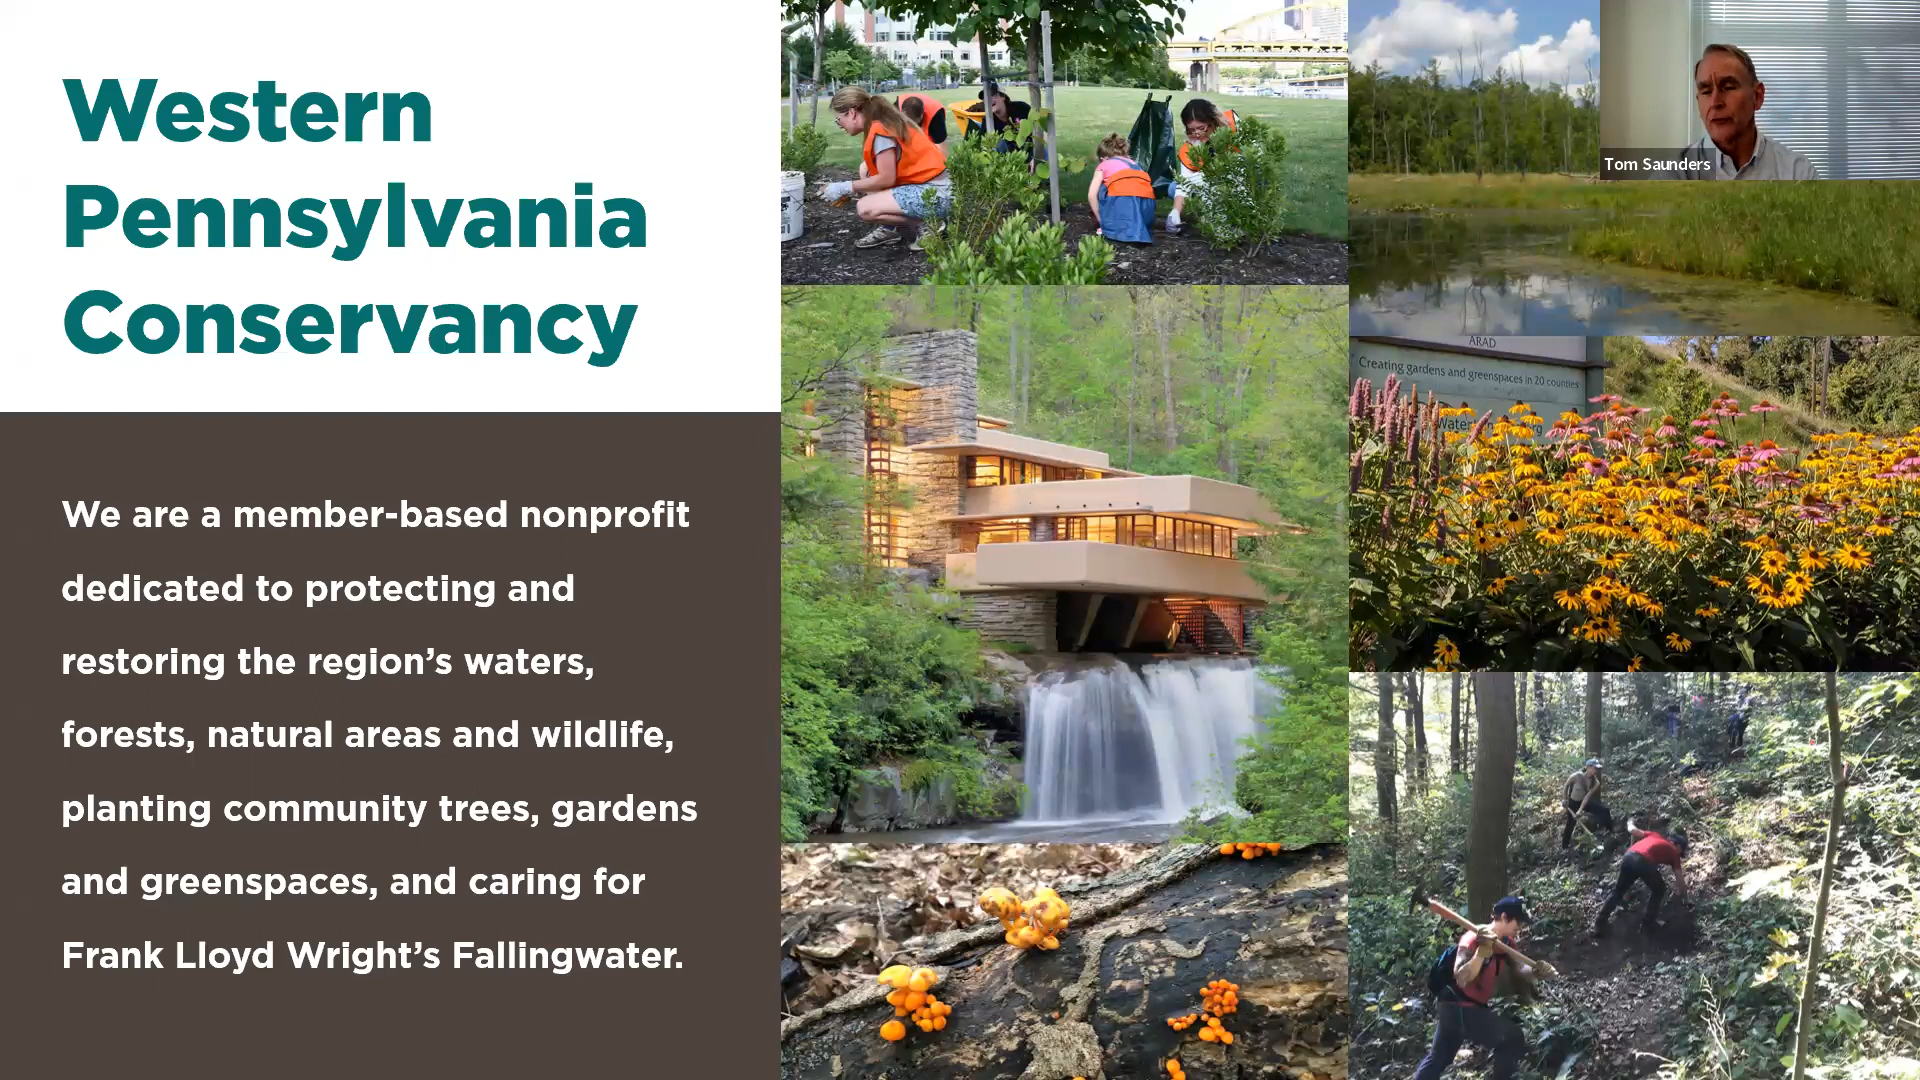 Western
Pennsylvania
Conservancy
We are a member-based nonprofit
dedicated to protecting and
restoring the region’s waters,
forests, natural areas and wildlife,
planting community trees, gardens
and greenspaces, and caring for
Frank Lloyd Wright’s Fallingwater.
Tom Saunders
ARAD
Creating gardens and greenspaces in 20 counties